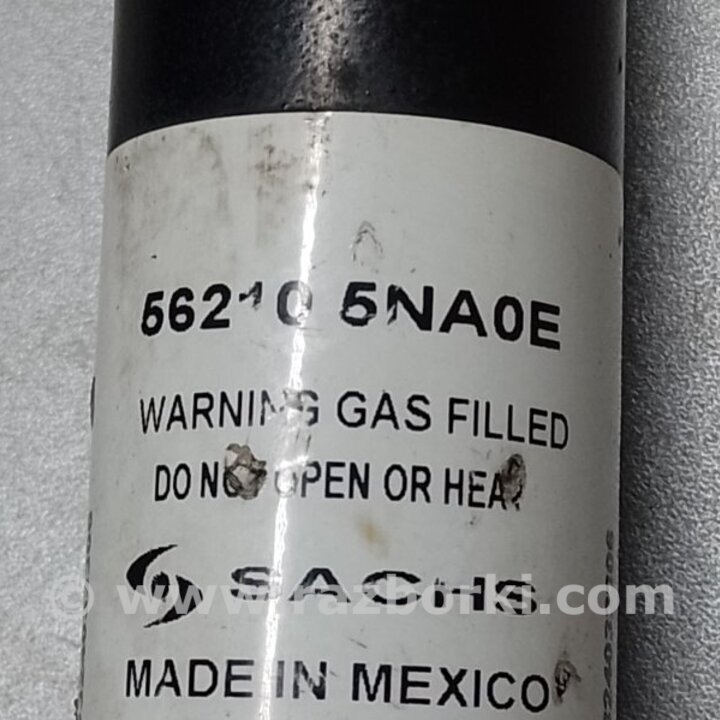 56210 5NA0E
WARNING GAS FILLED
DO NOT OPEN OR HEAT
SACHS
© www.razborki.com
MADE IN MEXICO